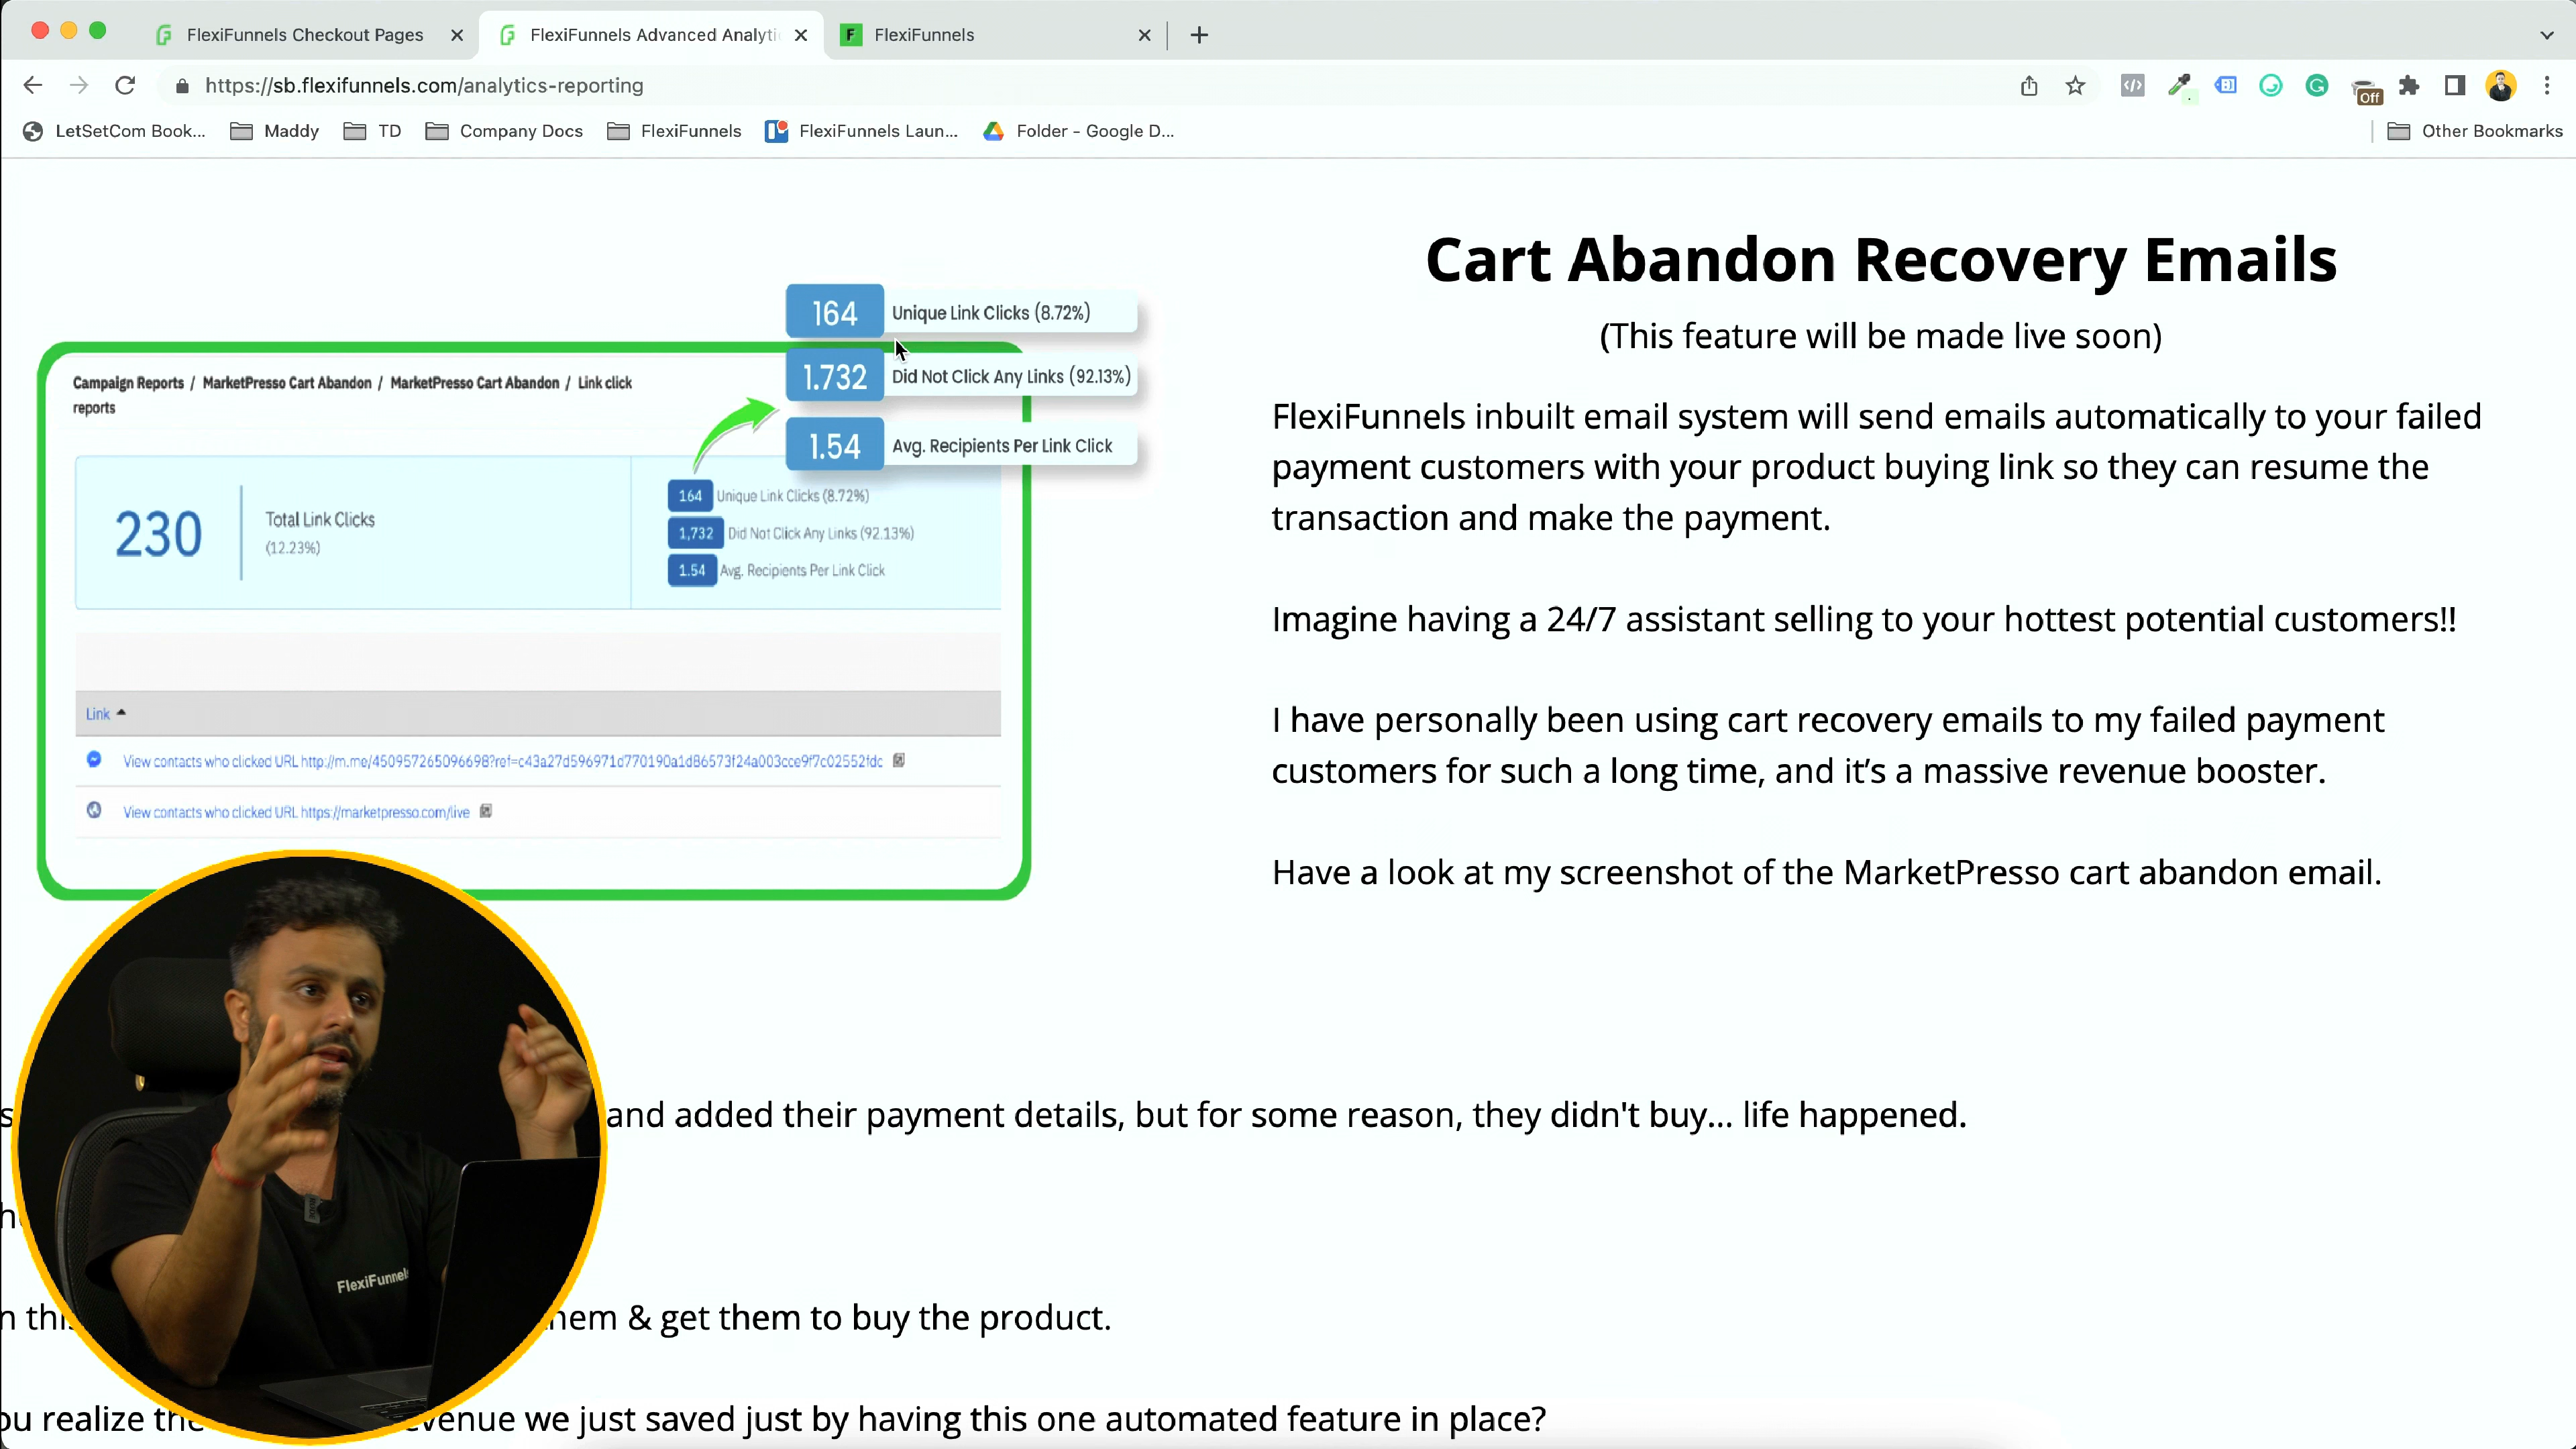 FlexiFunnels Checkout Pages
FlexiFunnels Advanced Analyti
FlexiFunnels
https://sb.flexifunnels.com/analytics-reporting
Off
LetSetCom Book...
Maddy
TD
Company Docs
FlexiFunnels
FlexiFunnels Laun...
Folder - Google D...
Other Bookmarks
164 Unique Link Clicks (8.72%)
1.732 Did Not Click Any Links (92.13%)
1.54 Avg. Recipients Per Link Click
Campaign Reports / MarketPresso Cart Abandon / MarketPresso Cart Abandon / Link click
reports
230 Total Link Clicks
(12.23%)
164 Unique Link Clicks (8.72%)
1,732 Did Not Click Any Links (92.13%)
1.54 Avg. Recipients Per Link Click
Link
View contacts who clicked URL http://m.me/450957265096698?ref=c43a27d596971d770190a1d86573f24a003cce9f7c02552fdc
View contacts who clicked URL https://marketpresso.com/live
Cart Abandon Recovery Emails
(This feature will be made live soon)
FlexiFunnels inbuilt email system will send emails automatically to your failed
payment customers with your product buying link so they can resume the
transaction and make the payment.
Imagine having a 24/7 assistant selling to your hottest potential customers!!
I have personally been using cart recovery emails to my failed payment
customers for such a long time, and it's a massive revenue booster.
Have a look at my screenshot of the MarketPresso cart abandon email.
and added their payment details, but for some reason, they didn't buy... life happened.
hem & get them to buy the product.
ou realize the
venue we just saved just by having this one automated feature in place?
FlexiFunnels